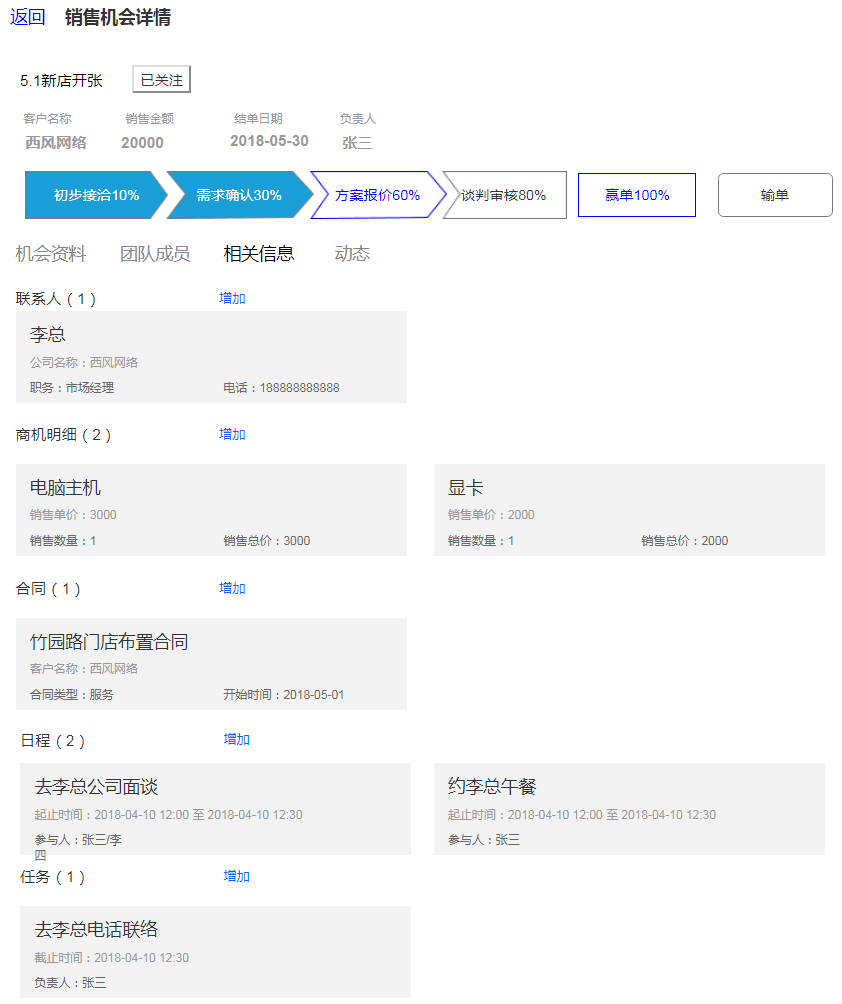 返回 销售机会详情
5.1新店开张 已关注
客户名称 销售金额 结单日期 负责人
西风网络 20000 2018-05-30 张三
初步接洽10% 需求确认30% 方案报价60% 谈判审核80% 赢单100% 输单
机会资料 团队成员 相关信息 动态
联系人（1） 增加
李总
公司名称：西风网络
职务：市场经理 电话：188888888888
商机明细（2） 增加
电脑主机 显卡
销售单价：3000 销售单价：2000
销售数量：1 销售总价：3000 销售数量：1 销售总价：2000
合同（1） 增加
竹园路门店布置合同
客户名称：西风网络
合同类型：服务 开始时间：2018-05-01
日程（2） 增加
去李总公司面谈 约李总午餐
起止时间：2018-04-10 12:00 至 2018-04-10 12:30 起止时间：2018-04-10 12:00 至 2018-04-10 12:30
参与人：张三/李 参与人：张三
四
任务（1） 增加
去李总电话联络
截止时间：2018-04-10 12:30
负责人：张三